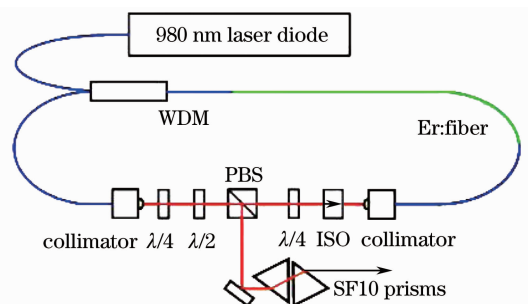 980 nm laser diode
WDM
Er:fiber
PBS
collimator λ/4 λ/2 λ/4 ISO collimator
SF10 prisms